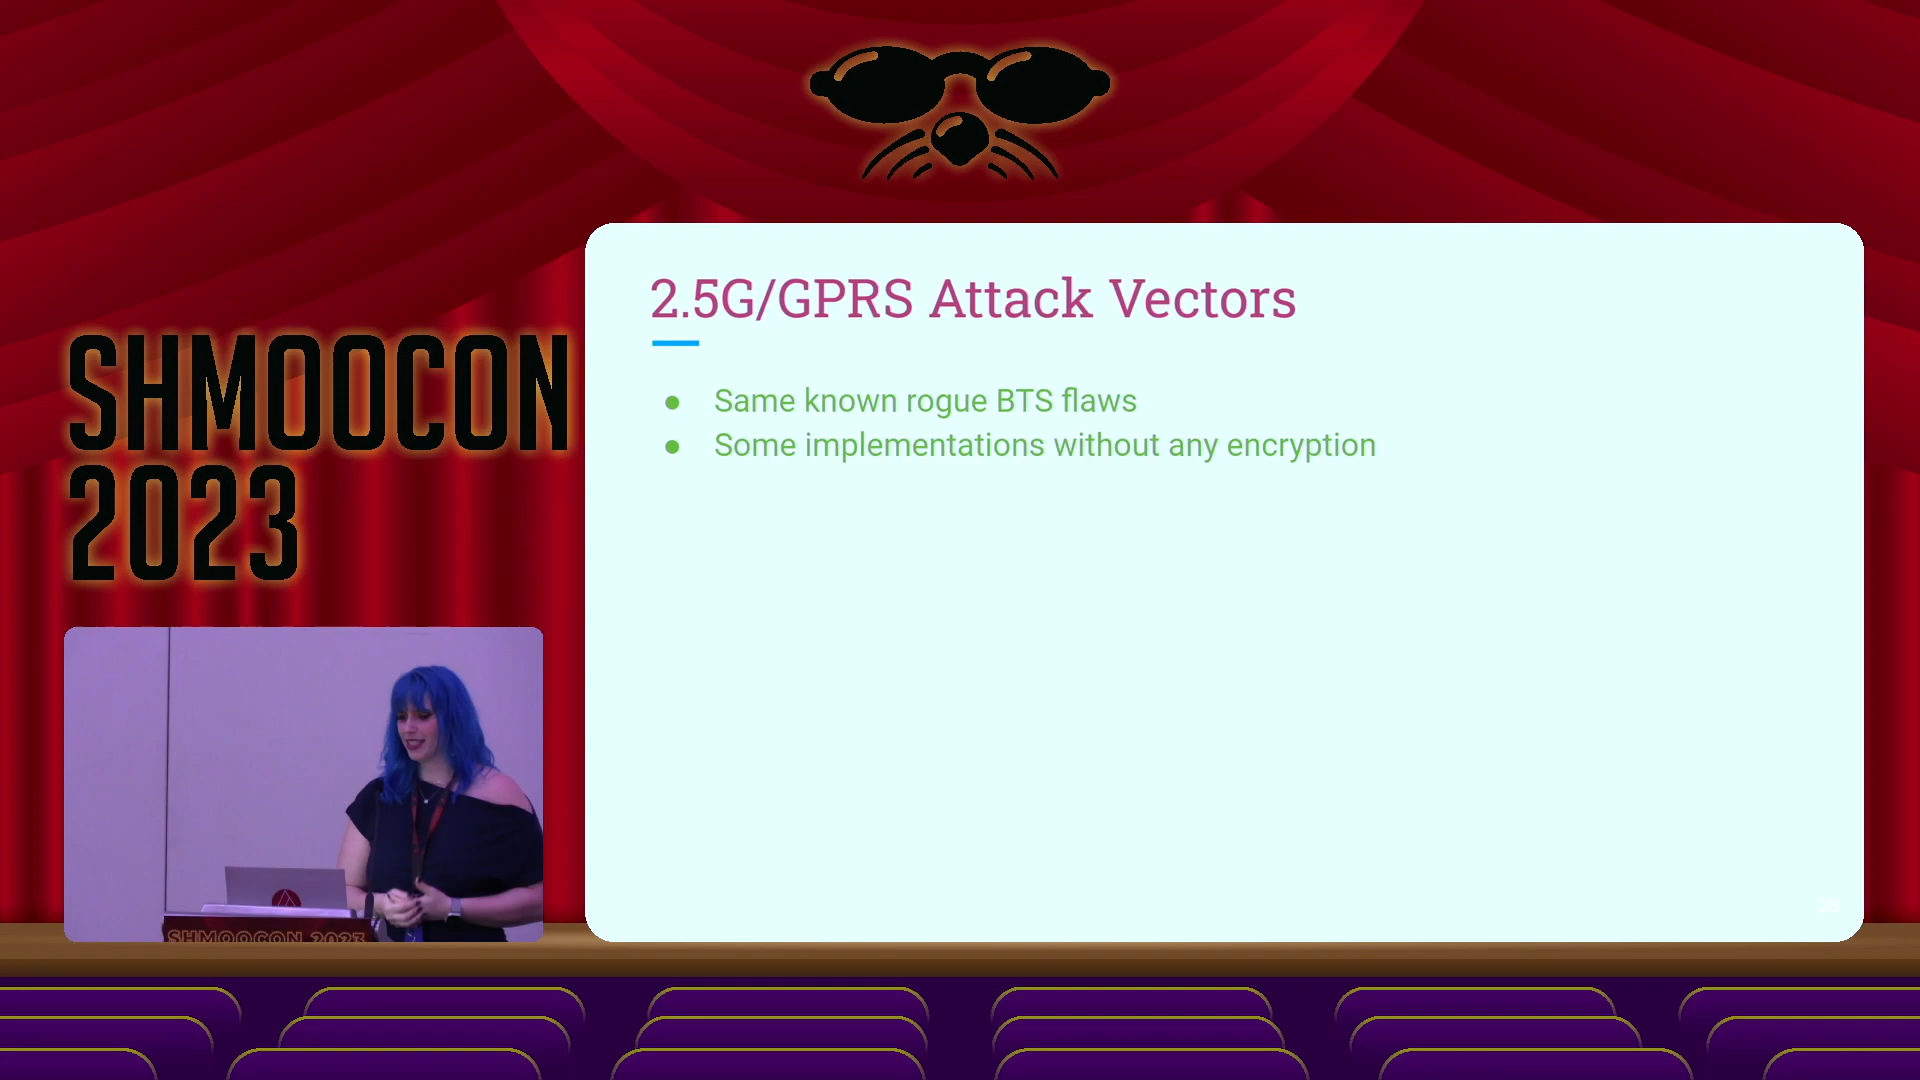 SHMOOCON
2023
2.5G/GPRS Attack Vectors
● Same known rogue BTS flaws
● Some implementations without any encryption
SHMOOCON 2023